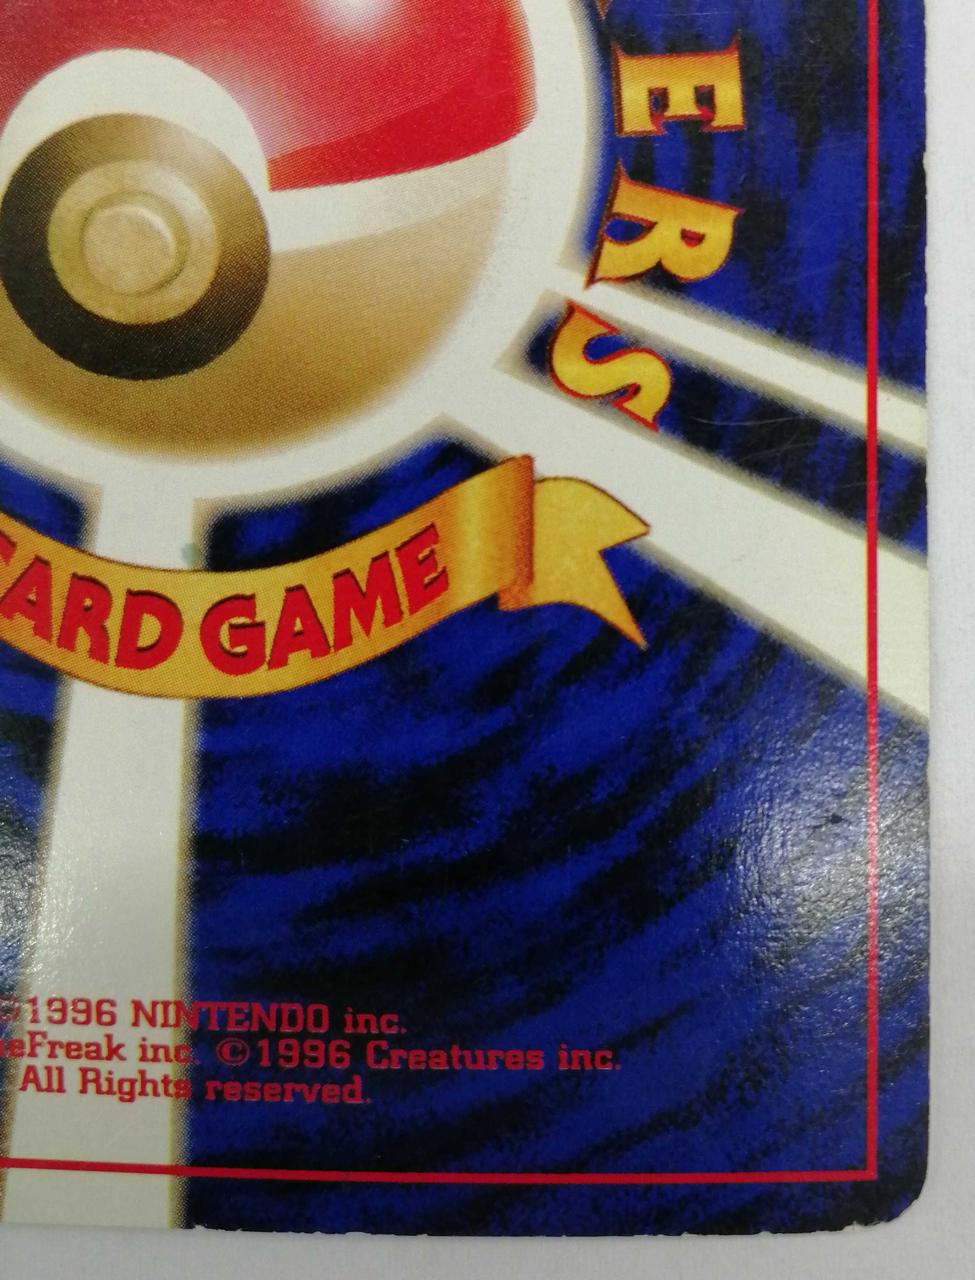 ERS
CARD GAME
©1996 NINTENDO inc.
eFreak inc. ©1996 Creatures inc.
All Rights reserved.